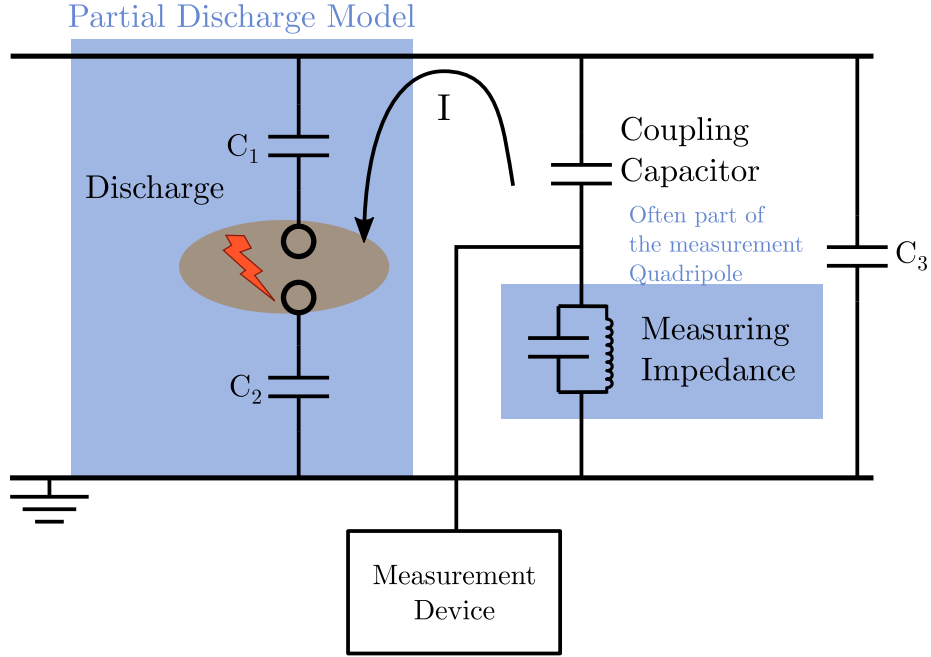 Partial Discharge Model
I
C₁
Coupling
Capacitor
Discharge
Often part of
the measurement
Quadripole
C₃
Measuring
Impedance
C₂
Measurement
Device